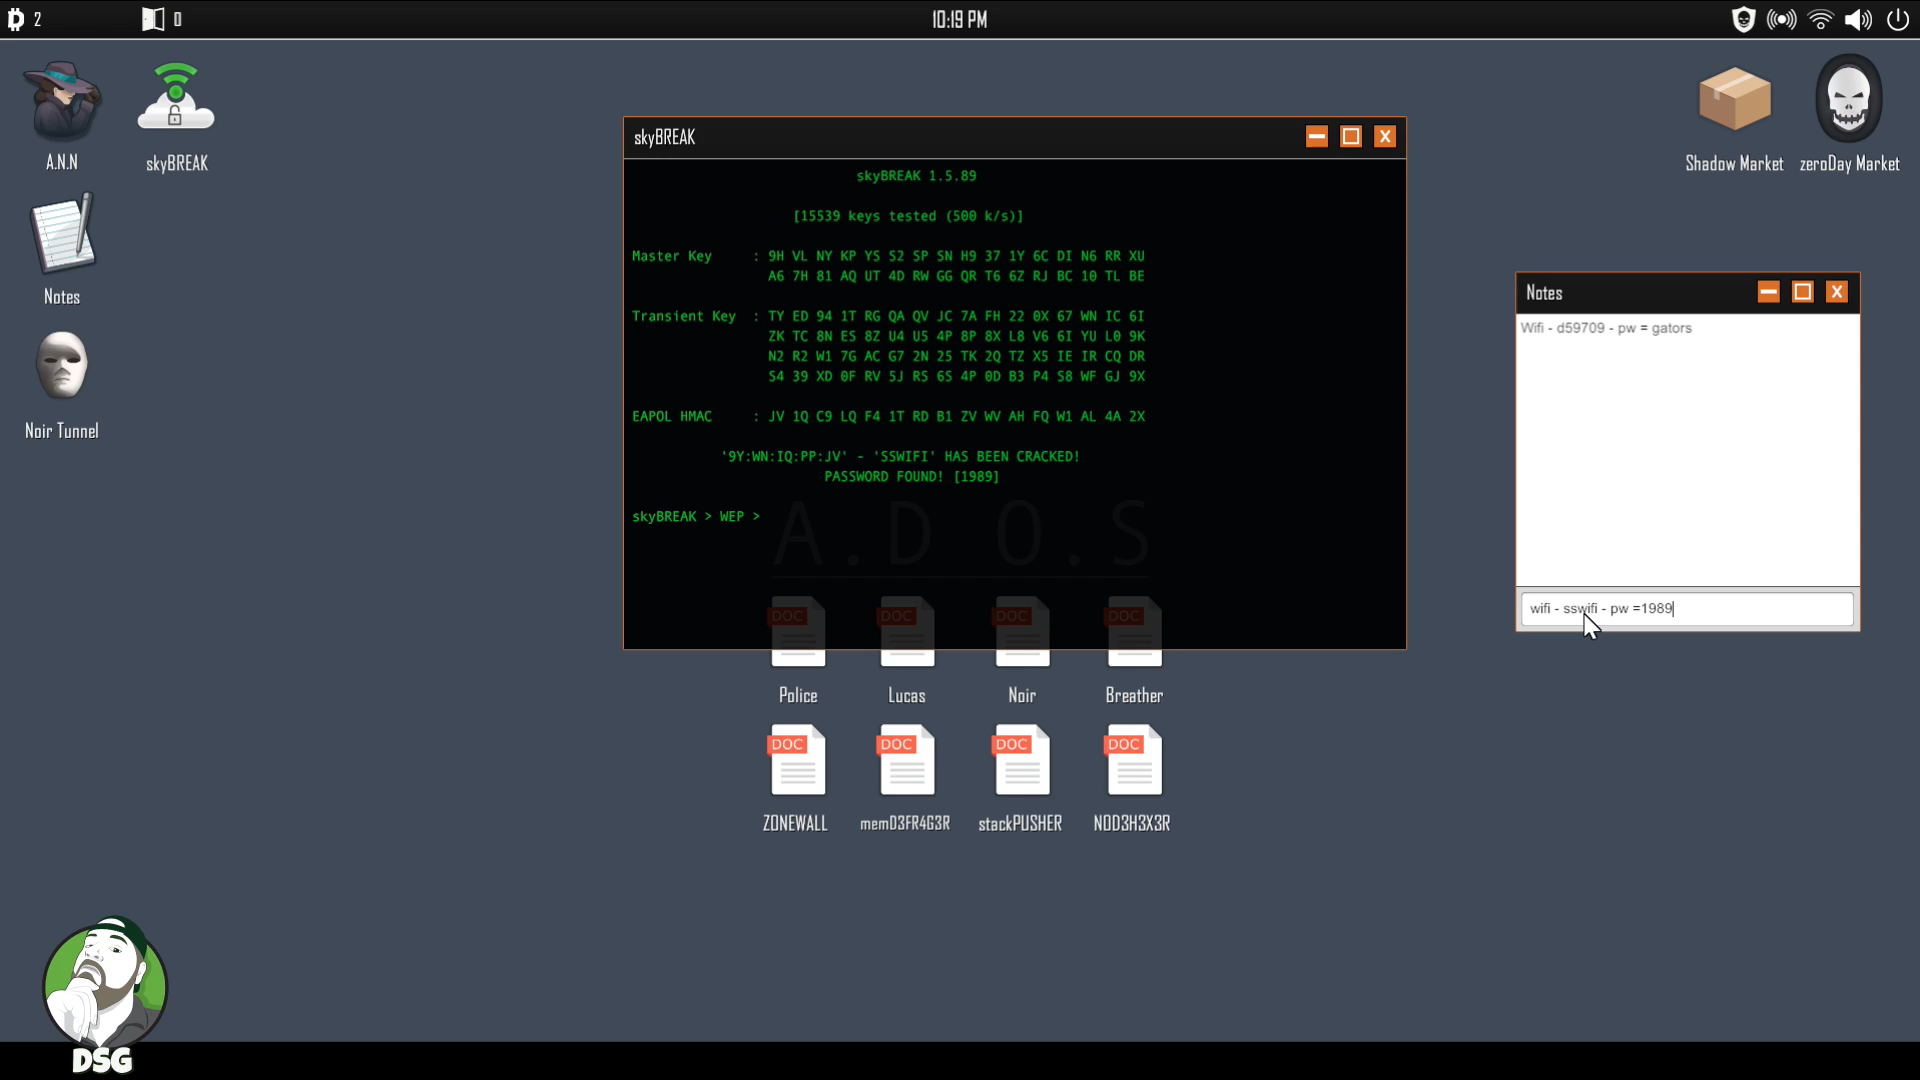 2
0
10:19 PM
A.N.N
skyBREAK
Notes
Noir Tunnel
Shadow Market
zeroDay Market
skyBREAK
skyBREAK 1.5.89
[15539 keys tested (500 k/s)]
Master Key : 9H VL NY KP YS S2 SP SN H9 37 1Y 6C DI N6 RR XU
A6 7H 81 AQ UT 4D RW GG QR T6 6Z RJ BC 10 TL BE
Transient Key : TY ED 94 1T RG QA QV JC 7A FH 22 0X 67 WN IC 6I
ZK TC 8N ES 8Z U4 U5 4P 8P 8X L8 V6 6I YU L0 9K
N2 R2 W1 7G AC G7 2N 25 TK 2Q TZ X5 IE IR CQ DR
S4 39 XD 0F RV 5J RS 6S 4P 0D B3 P4 S8 WF GJ 9X
EAPOL HMAC : JV 1Q C9 LQ F4 1T RD B1 ZV WV AH FQ W1 AL 4A 2X
'9Y:WN:IQ:PP:JV' - 'SSWIFI' HAS BEEN CRACKED!
PASSWORD FOUND! [1989]
skyBREAK > WEP >
A.D O.S
Notes
Wifi - d59709 - pw = gators
wifi - sswifi - pw =1989
DOC
DOC
DOC
DOC
Police
Lucas
Noir
Breather
DOC
DOC
DOC
DOC
ZONEWALL
memD3FR4G3R
stackPUSHER
NOD3H3X3R
DSG